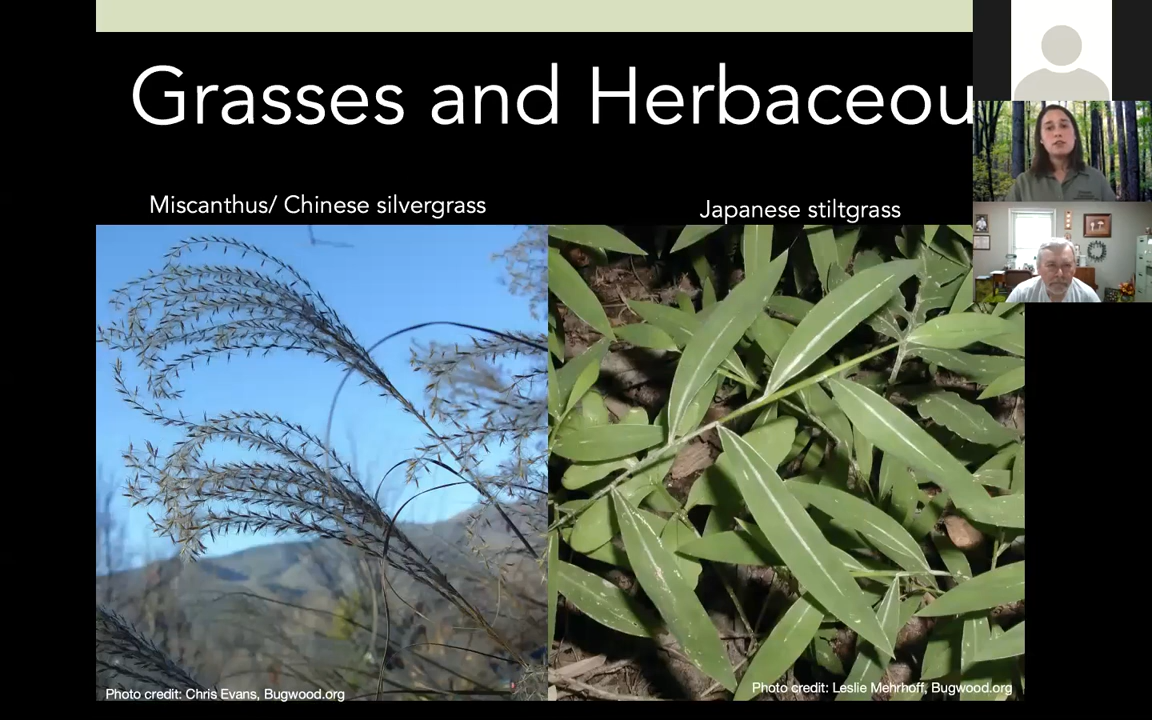 Grasses and Herbaceou
Miscanthus/ Chinese silvergrass
Japanese stiltgrass
Photo credit: Chris Evans, Bugwood.org
Photo credit: Leslie Mehrhoff, Bugwood.org